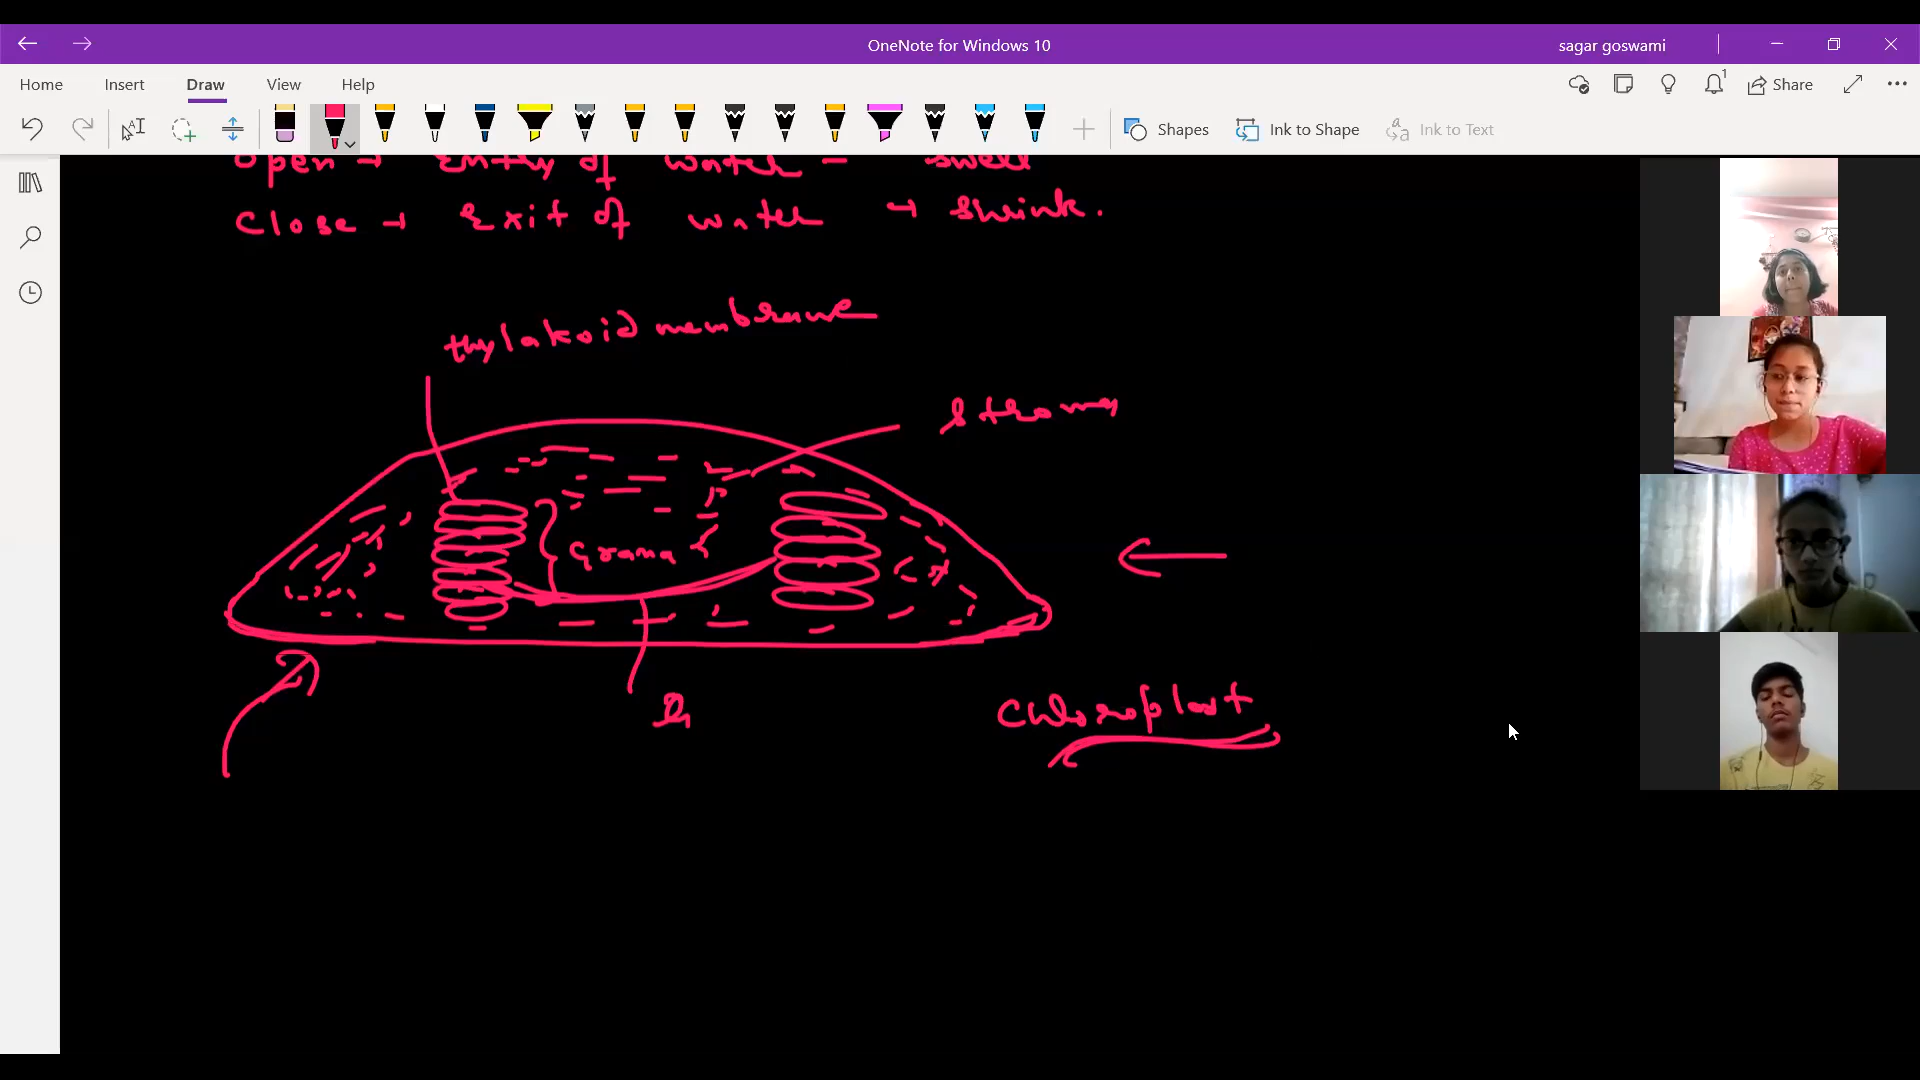 OneNote for Windows 10
sagar goswami
Home Insert Draw View Help
1
Share
Shapes Ink to Shape Ink to Text
Open → Entry of water – swell
Close → Exit of water → shrink.
thylakoid membrane
Grana
Chloroplast